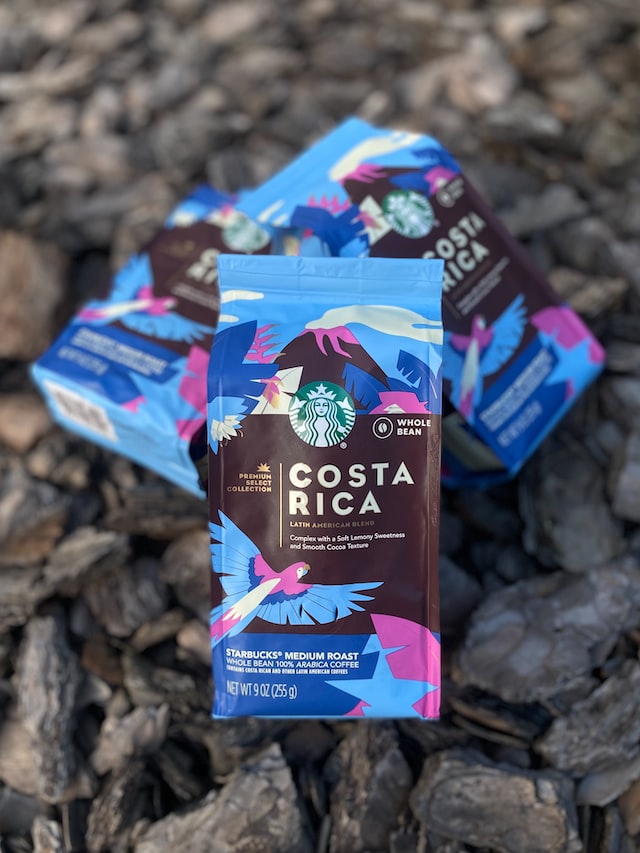 WHOLE
BEAN
PREMIUM
SELECT
COLLECTION
COSTA
RICA
LATIN AMERICAN BLEND
Complex with a Soft Lemony Sweetness
and Smooth Cocoa Texture
STARBUCKS® MEDIUM ROAST
WHOLE BEAN 100% ARABICA COFFEE
CONTAINS COSTA RICAN AND OTHER LATIN AMERICAN COFFEES
NET WT 9 OZ (255 g)
COSTA
RICA